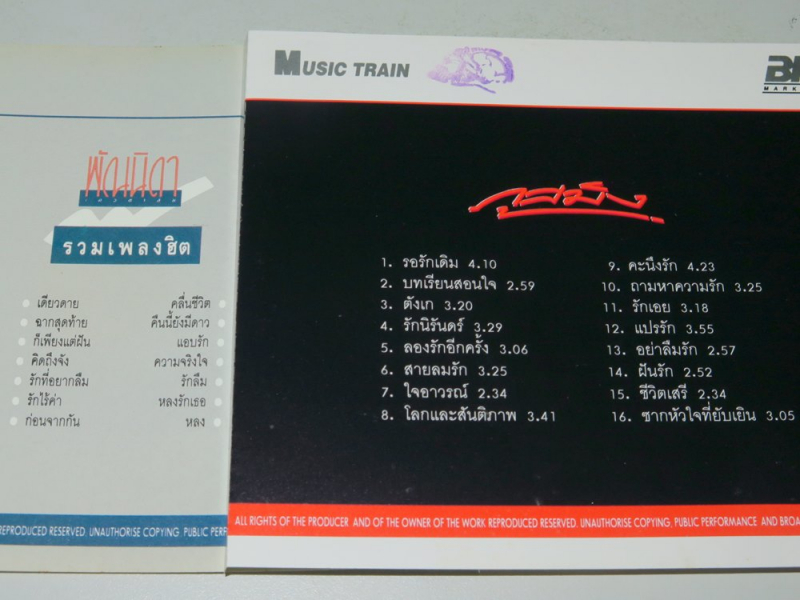 พัณนิดา
รวมเพลงฮิต
เดียวดาย คลื่นชีวิต
ฉากสุดท้าย คืนนี้ยังมีดาว
ก็เพียงแต่ฝัน แอบรัก
คิดถึงจัง ความจริงใจ
รักที่อยากลืม รักลืม
รักไร้ค่า หลงรักเธอ
ก่อนจากกัน หลง
REPRODUCED RESERVED. UNAUTHORISE COPYING, PUBLIC PERF
MUSIC TRAIN
MARK
1. รอรักเดิม 4.10
2. บทเรียนสอนใจ 2.59
3. ตังเก 3.20
4. รักนิรันดร์ 3.29
5. ลองรักอีกครั้ง 3.06
6. สายลมรัก 3.25
7. ใจอาวรณ์ 2.34
8. โลกและสันติภาพ 3.41
9. คะนึงรัก 4.23
10. ถามหาความรัก 3.25
11. รักเอย 3.18
12. แปรรัก 3.55
13. อย่าลืมรัก 2.57
14. ฝันรัก 2.52
15. ชีวิตเสรี 2.34
16. ซากหัวใจที่ยับเยิน 3.05
ALL RIGHTS OF THE PRODUCER AND OF THE OWNER OF THE WORK REPRODUCED RESERVED. UNAUTHORISE COPYING, PUBLIC PERFORMANCE AND BROA